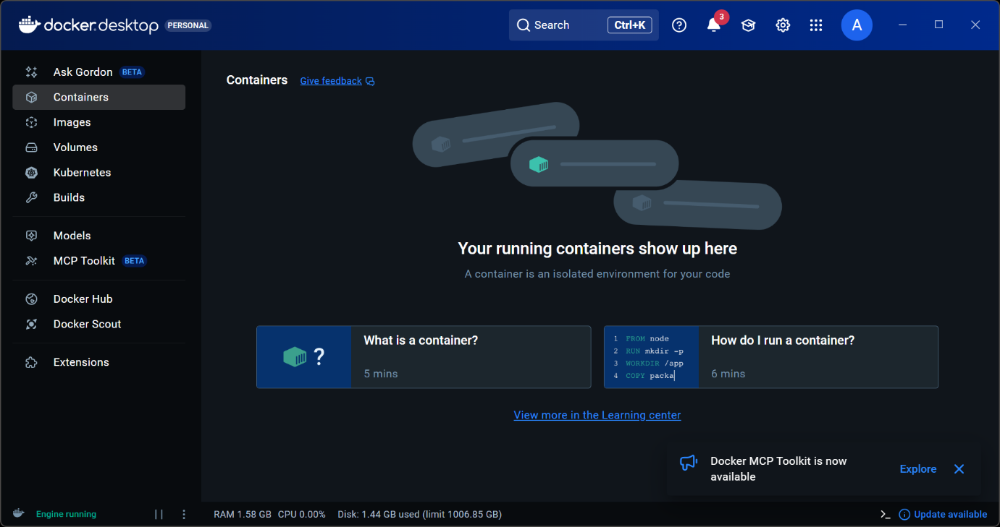 docker desktop PERSONAL
Search Ctrl+K
3
A
Ask Gordon BETA
Containers
Images
Volumes
Kubernetes
Builds
Models
MCP Toolkit BETA
Docker Hub
Docker Scout
Extensions
Containers Give feedback
Your running containers show up here
A container is an isolated environment for your code
?
What is a container?
5 mins
1 FROM node
2 RUN mkdir -p
3 WORKDIR /app
4 COPY packa
How do I run a container?
6 mins
View more in the Learning center
Docker MCP Toolkit is now
available
Explore
Engine running
RAM 1.58 GB CPU 0.00% Disk: 1.44 GB used (limit 1006.85 GB)
>_ Update available